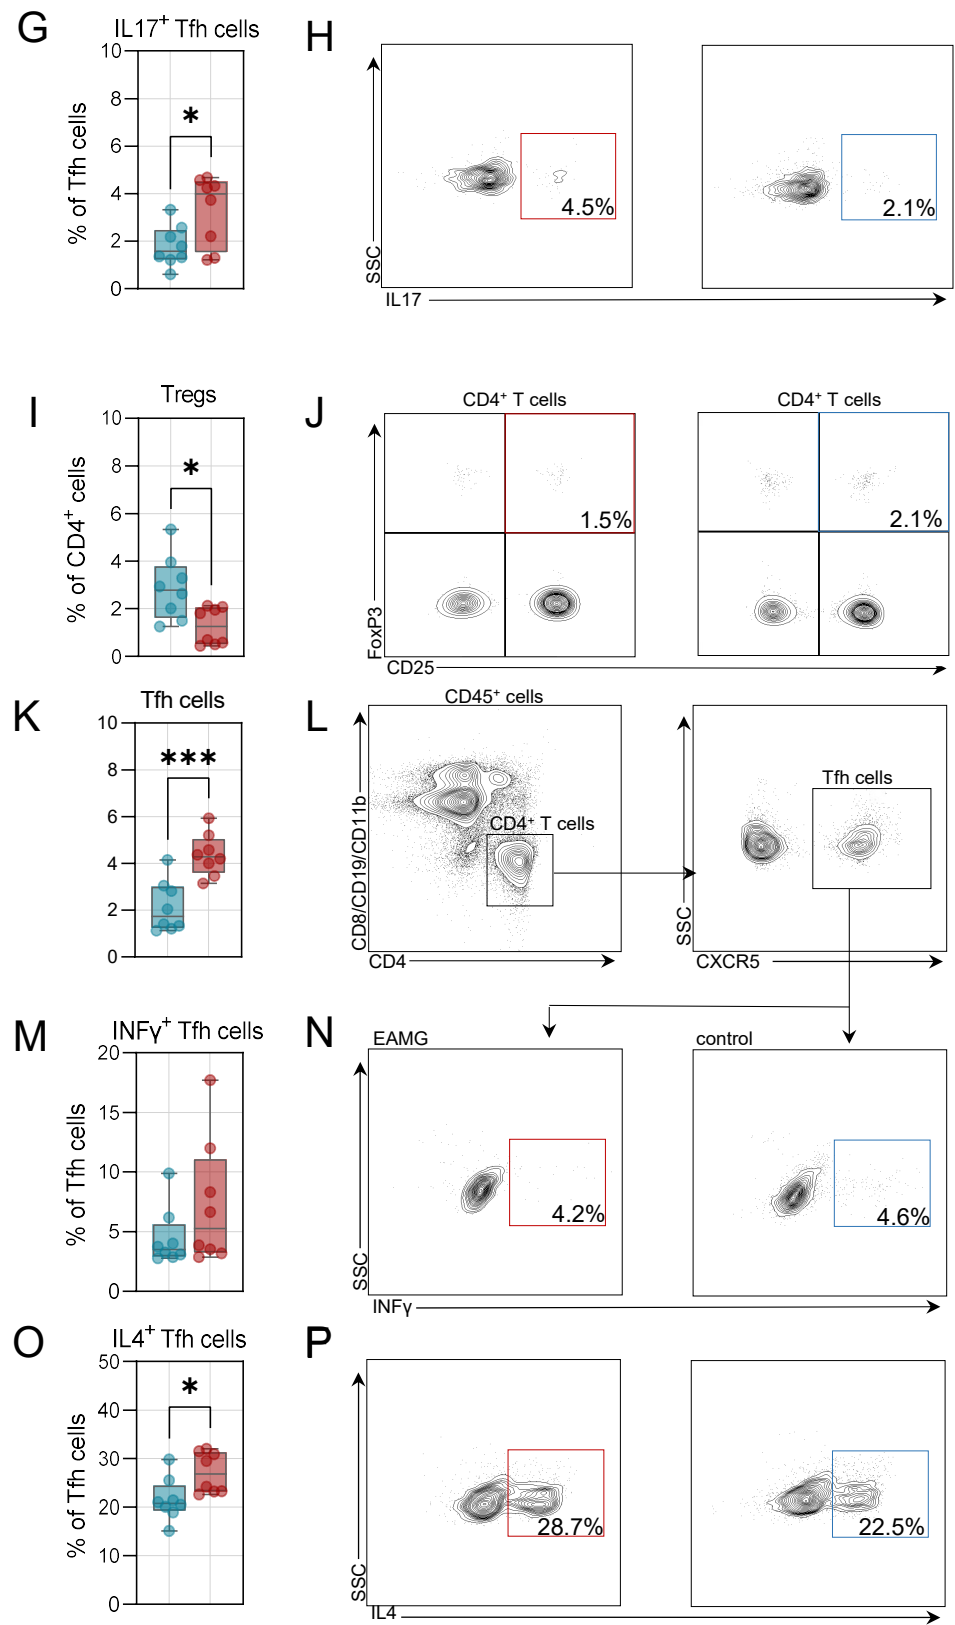 G
IL17⁺ Tfh cells
% of Tfh cells
10
8
6
4
2
0
*
H
SSC
4.5%
2.1%
IL17
I
Tregs
% of CD4⁺ cells
10
8
6
4
2
0
*
J
CD4⁺ T cells
CD4⁺ T cells
FoxP3
1.5%
2.1%
CD25
K
Tfh cells
10
8
6
4
2
0
***
L
CD45⁺ cells
CD8/CD19/CD11b
CD4⁺ T cells
CD4
SSC
Tfh cells
CXCR5
M
INFγ⁺ Tfh cells
% of Tfh cells
20
15
10
5
0
N
EAMG
control
SSC
4.2%
4.6%
INFγ
O
IL4⁺ Tfh cells
% of Tfh cells
50
40
30
20
10
0
*
P
SSC
28.7%
22.5%
IL4